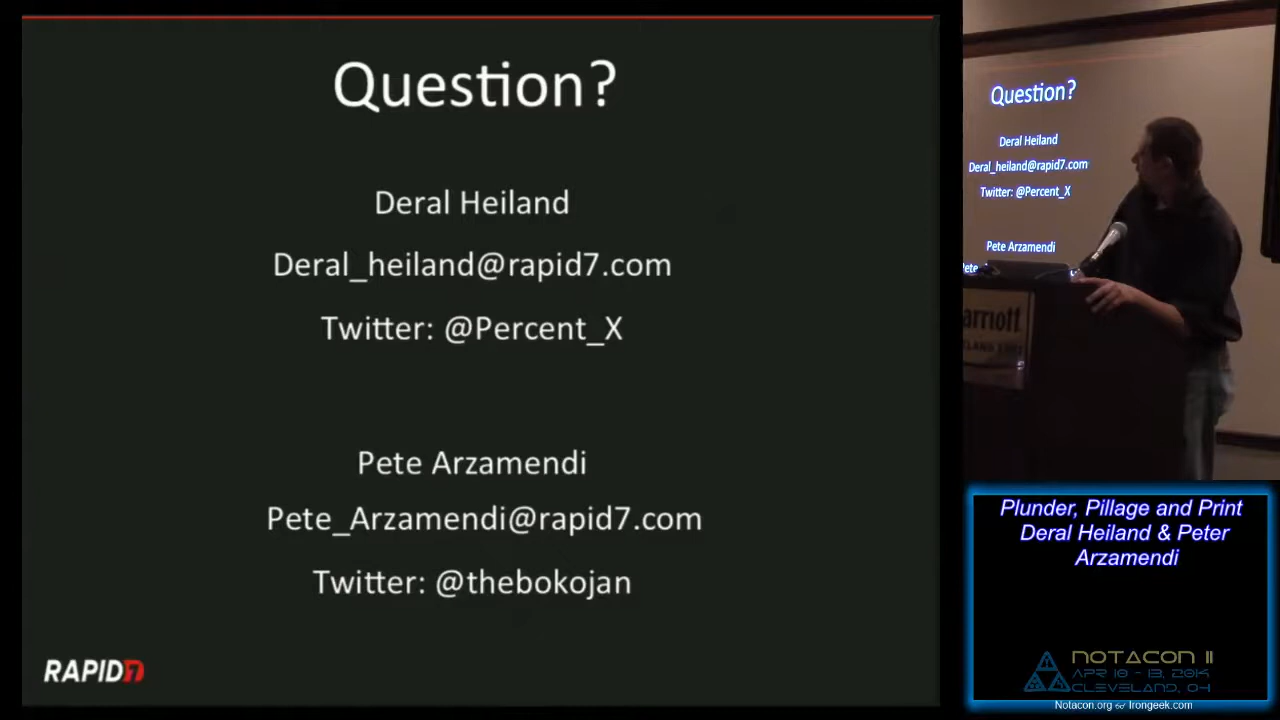 Question?
Deral Heiland
Deral_heiland@rapid7.com
Twitter: @Percent_X
Pete Arzamendi
Pete_Arzamendi@rapid7.com
Twitter: @thebokojan
RAPID7
Question?
Deral Heiland
Deral_heiland@rapid7.com
Twitter: @Percent_X
Pete Arzamendi
arriott
Plunder, Pillage and Print
Deral Heiland & Peter
Arzamendi
NOTACON 11
APR 10 - 13, 2014
CLEVELAND, OH
Notacon.org Irongeek.com